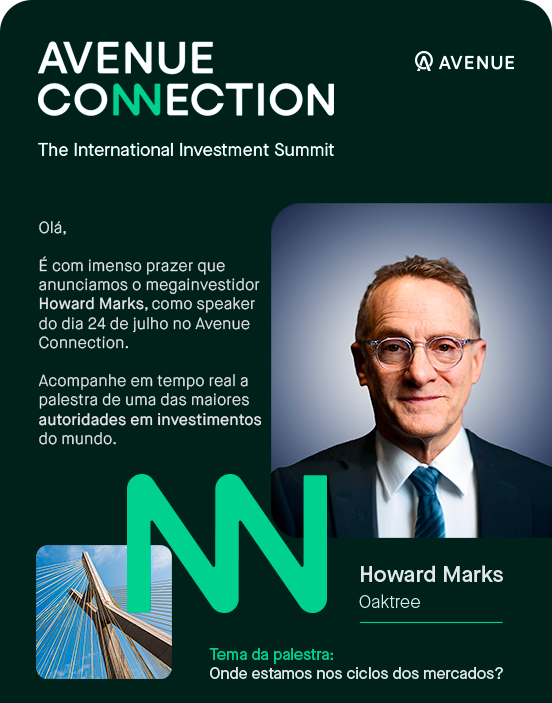 AVENUE
CONNECTION
AVENUE
The International Investment Summit
Olá,
É com imenso prazer que
anunciamos o megainvestidor
Howard Marks, como speaker
do dia 24 de julho no Avenue
Connection.
Acompanhe em tempo real a
palestra de uma das maiores
autoridades em investimentos
do mundo.
Howard Marks
Oaktree
Tema da palestra:
Onde estamos nos ciclos dos mercados?